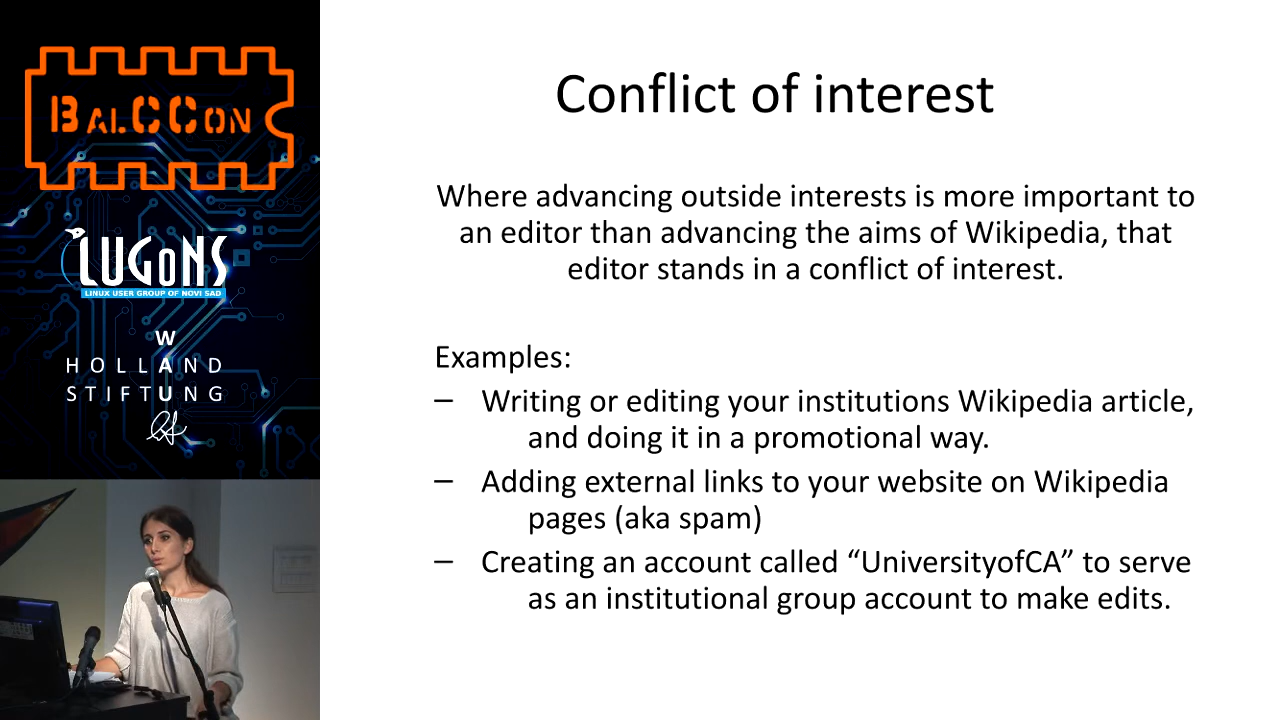 BALCCON
LUGoNS
LINUX USER GROUP OF NOVI SAD
W
HOLLAND
STIFTUNG
Conflict of interest
Where advancing outside interests is more important to
an editor than advancing the aims of Wikipedia, that
editor stands in a conflict of interest.
Examples:
– Writing or editing your institutions Wikipedia article,
and doing it in a promotional way.
– Adding external links to your website on Wikipedia
pages (aka spam)
– Creating an account called “UniversityofCA” to serve
as an institutional group account to make edits.